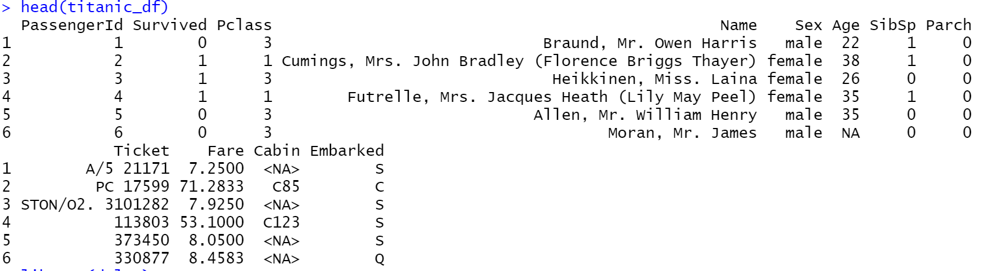 > head(titanic_df)
  PassengerId Survived Pclass                                                Name    Sex Age SibSp Parch
1           1        0      3                             Braund, Mr. Owen Harris   male  22     1     0
2           2        1      1 Cumings, Mrs. John Bradley (Florence Briggs Thayer) female  38     1     0
3           3        1      3                              Heikkinen, Miss. Laina female  26     0     0
4           4        1      1        Futrelle, Mrs. Jacques Heath (Lily May Peel) female  35     1     0
5           5        0      3                            Allen, Mr. William Henry   male  35     0     0
6           6        0      3                                    Moran, Mr. James   male  NA     0     0
            Ticket    Fare Cabin Embarked
1        A/5 21171  7.2500  <NA>        S
2         PC 17599 71.2833   C85        C
3 STON/O2. 3101282  7.9250  <NA>        S
4           113803 53.1000  C123        S
5           373450  8.0500  <NA>        S
6           330877  8.4583  <NA>        Q